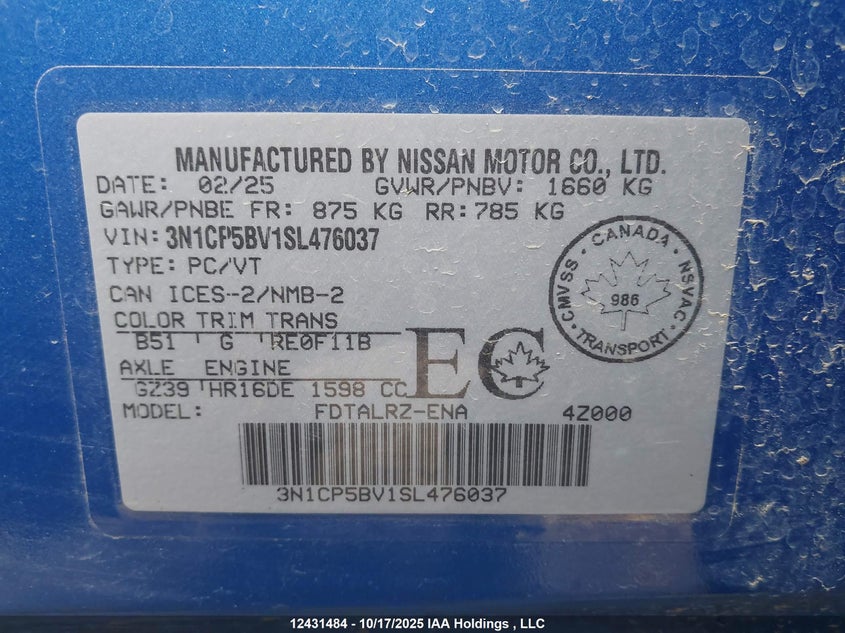 MANUFACTURED BY NISSAN MOTOR CO., LTD.
DATE: 02/25 GVWR/PNBV: 1660 KG
GAWR/PNBE FR: 875 KG RR: 785 KG
VIN: 3N1CP5BV1SL476037
TYPE: PC/VT
CAN ICES-2/NMB-2
COLOR TRIM TRANS
B51 G RE0F11B
AXLE ENGINE
GZ39 HR16DE 1598 CC
EC
MODEL: FDTALRZ-ENA 4Z000
3N1CP5BV1SL476037
CANADA
CMVSS
NSVAC
986
TRANSPORT
12431484 - 10/17/2025 IAA Holdings , LLC